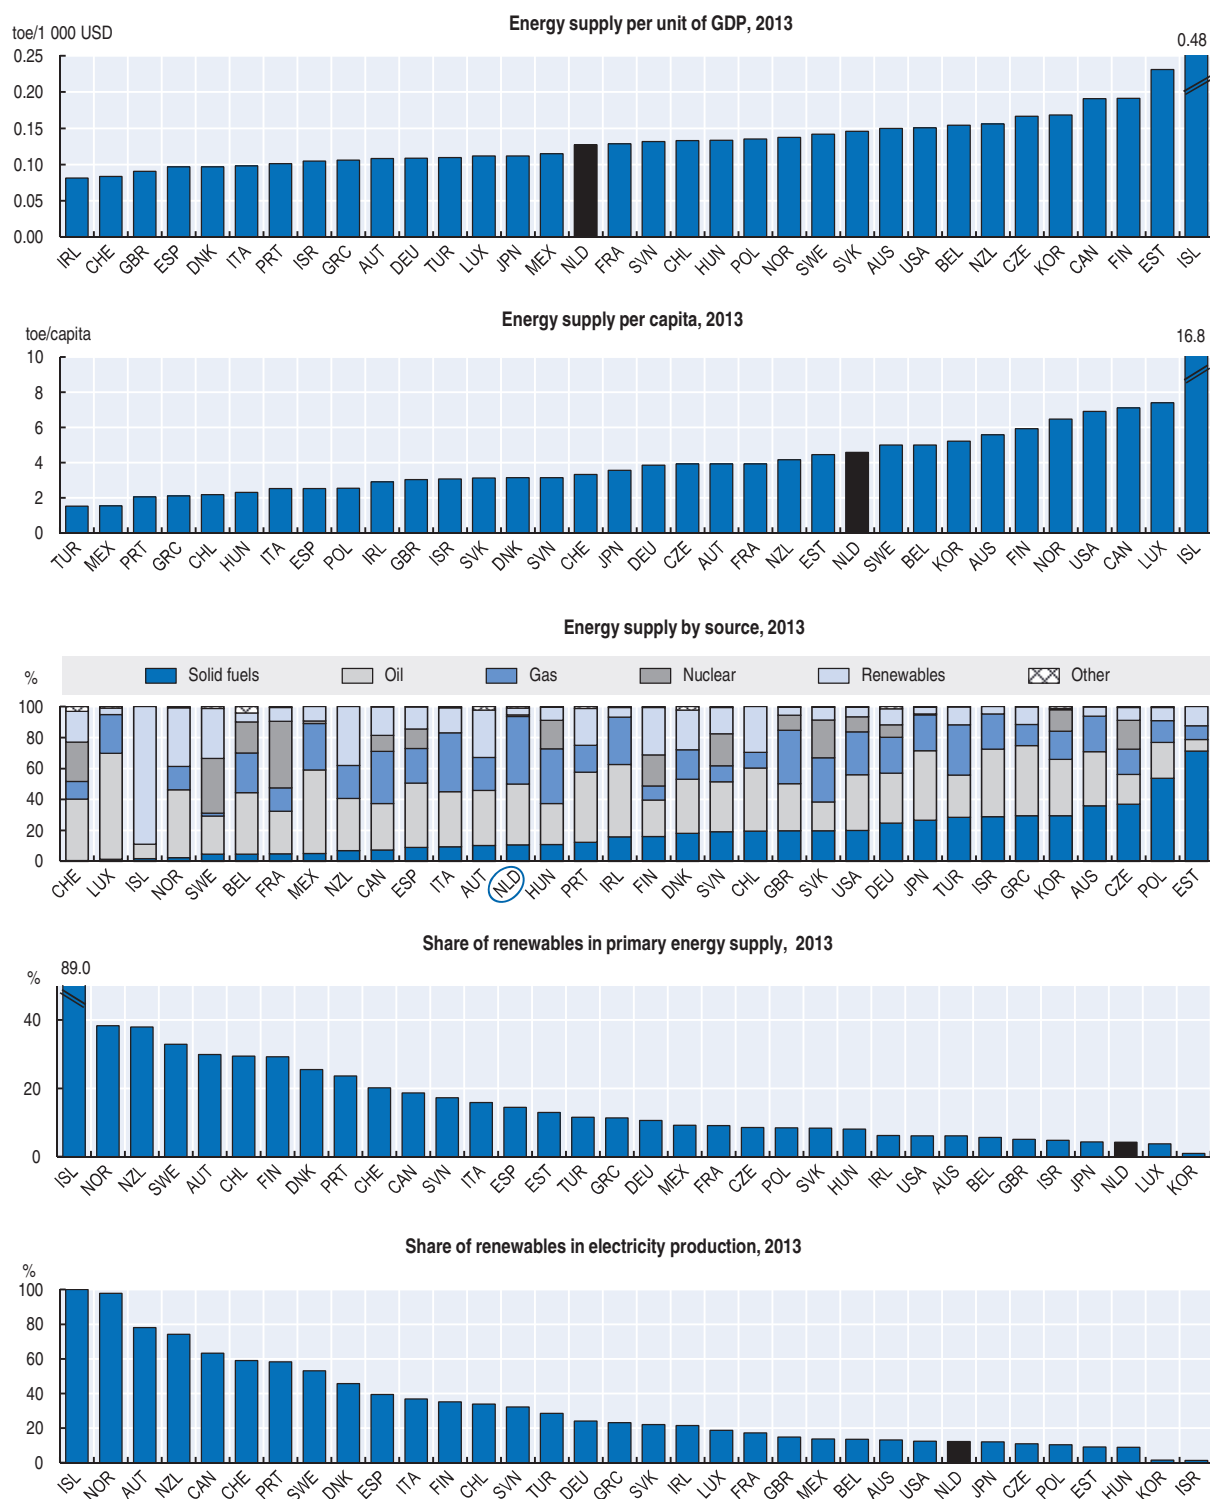 Energy supply per unit of GDP, 2013
toe/1 000 USD
0.48
0.25
0.20
0.15
0.10
0.05
0.00
IRL CHE GBR ESP DNK ITA PRT ISR GRC AUT DEU TUR LUX JPN MEX NLD FRA SVN CHL HUN POL NOR SWE SVK AUS USA BEL NZL CZE KOR CAN FIN EST ISL
Energy supply per capita, 2013
toe/capita
16.8
10
8
6
4
2
0
TUR MEX PRT GRC CHL HUN ITA ESP POL IRL GBR ISR SVK DNK SVN CHE JPN DEU CZE AUT FRA NZL EST NLD SWE BEL KOR AUS FIN NOR USA CAN LUX ISL
Energy supply by source, 2013
% Solid fuels Oil Gas Nuclear Renewables Other
100
80
60
40
20
0
CHE LUX ISL NOR SWE BEL FRA MEX NZL CAN ESP ITA AUT NLD HUN PRT IRL FIN DNK SVN CHL GBR SVK USA DEU JPN TUR ISR GRC KOR AUS CZE POL EST
Share of renewables in primary energy supply, 2013
% 89.0
40
20
0
ISL NOR NZL SWE AUT CHL FIN DNK PRT CHE CAN SVN ITA ESP EST TUR GRC DEU MEX FRA CZE POL SVK HUN IRL USA AUS BEL GBR ISR JPN NLD LUX KOR
Share of renewables in electricity production, 2013
%
100
80
60
40
20
0
ISL NOR AUT NZL CAN CHE PRT SWE DNK ESP ITA FIN CHL SVN TUR DEU GRC SVK IRL LUX FRA GBR MEX BEL AUS USA NLD JPN CZE POL EST HUN KOR ISR